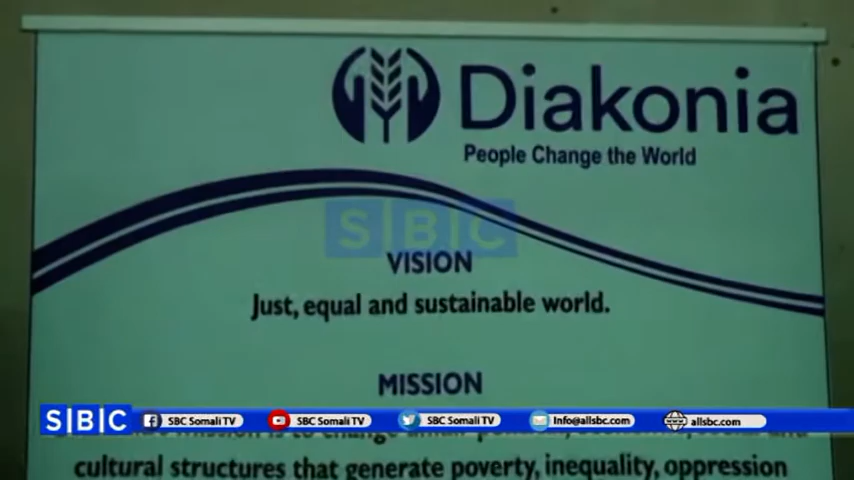 Diakonia
People Change the World
SBC
VISION
Just, equal and sustainable world.
MISSION
SBC SBC Somali TV SBC Somali TV SBC Somali TV Info@allsbc.com allsbc.com
cultural structures that generate poverty, inequality, oppression